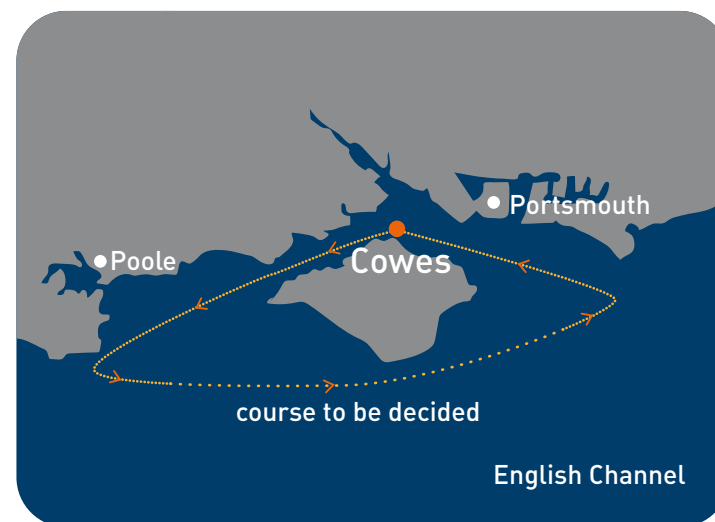 Portsmouth
Poole
Cowes
course to be decided
English Channel